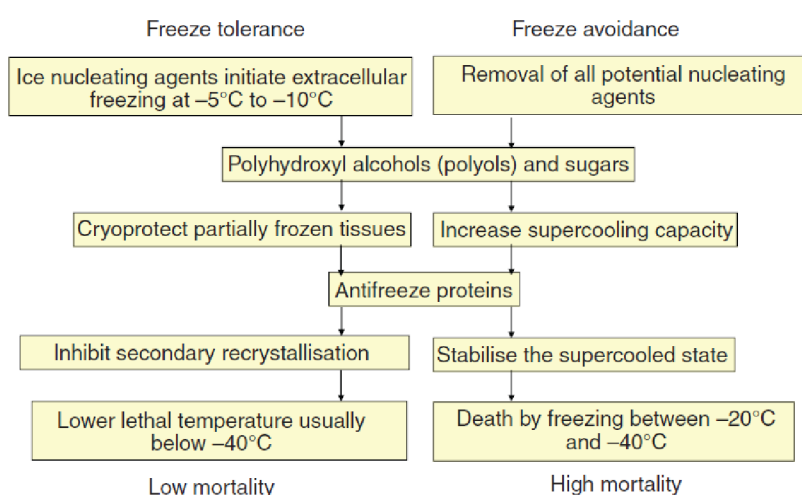 Freeze tolerance
Freeze avoidance
Ice nucleating agents initiate extracellular
freezing at –5°C to –10°C
Removal of all potential nucleating
agents
Polyhydroxyl alcohols (polyols) and sugars
Cryoprotect partially frozen tissues
Increase supercooling capacity
Antifreeze proteins
Inhibit secondary recrystallisation
Stabilise the supercooled state
Lower lethal temperature usually
below –40°C
Death by freezing between –20°C
and –40°C
Low mortality
High mortality